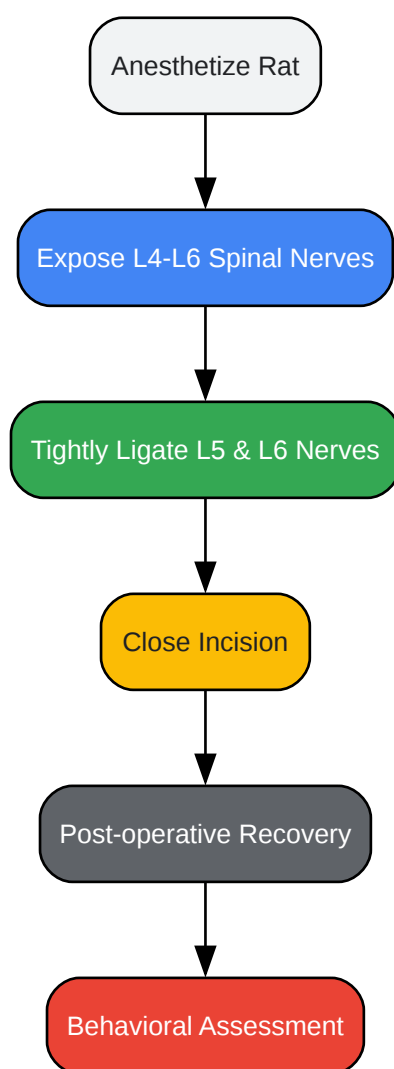 Anesthetize Rat
Expose L4-L6 Spinal Nerves
Tightly Ligate L5 & L6 Nerves
Close Incision
Post-operative Recovery
Behavioral Assessment